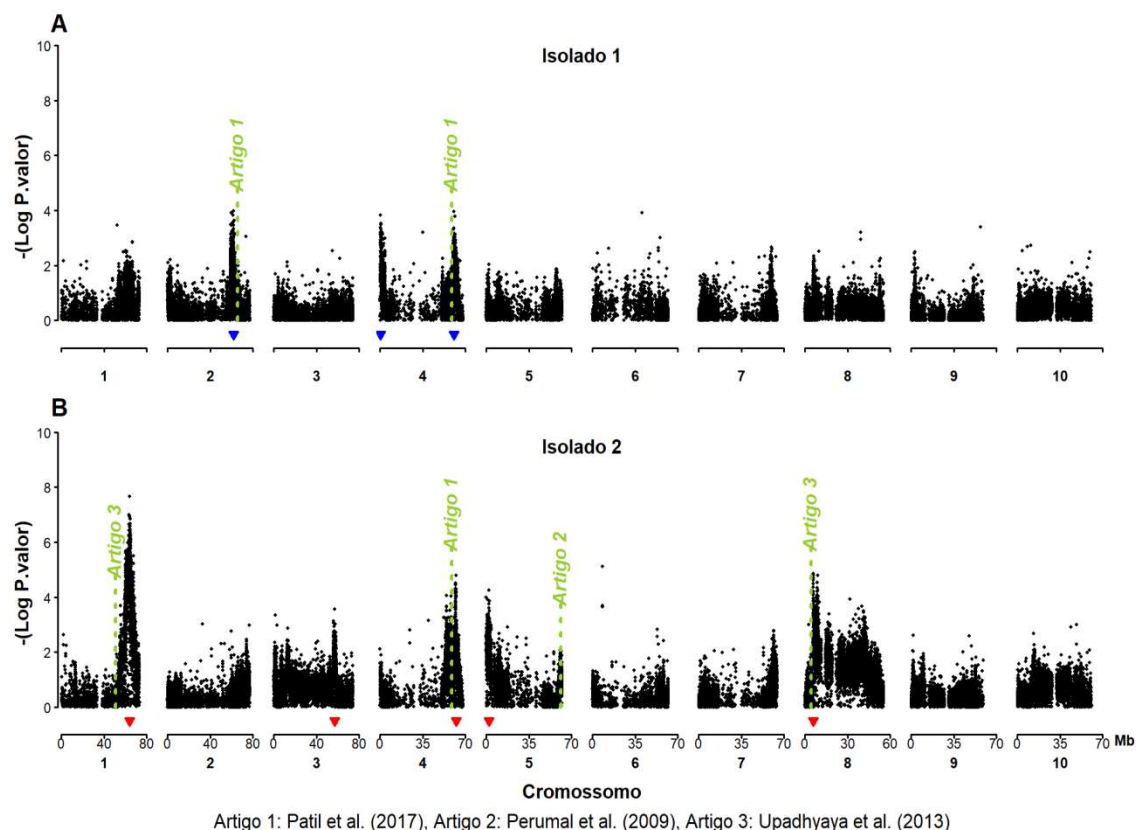 A
Isolado 1
-(Log P.valor)
10
8
6
4
2
0
Artigo 1
Artigo 1
1 2 3 4 5 6 7 8 9 10
B
Isolado 2
-(Log P.valor)
10
8
6
4
2
0
Artigo 3
Artigo 1
Artigo 2
Artigo 3
0 40 80 0 40 80 0 40 80 0 35 70 0 35 70 0 35 70 0 35 70 0 30 60 0 35 70 0 35 70 Mb
1 2 3 4 5 6 7 8 9 10
Cromossomo
Artigo 1: Patil et al. (2017), Artigo 2: Perumal et al. (2009), Artigo 3: Upadhyaya et al. (2013)